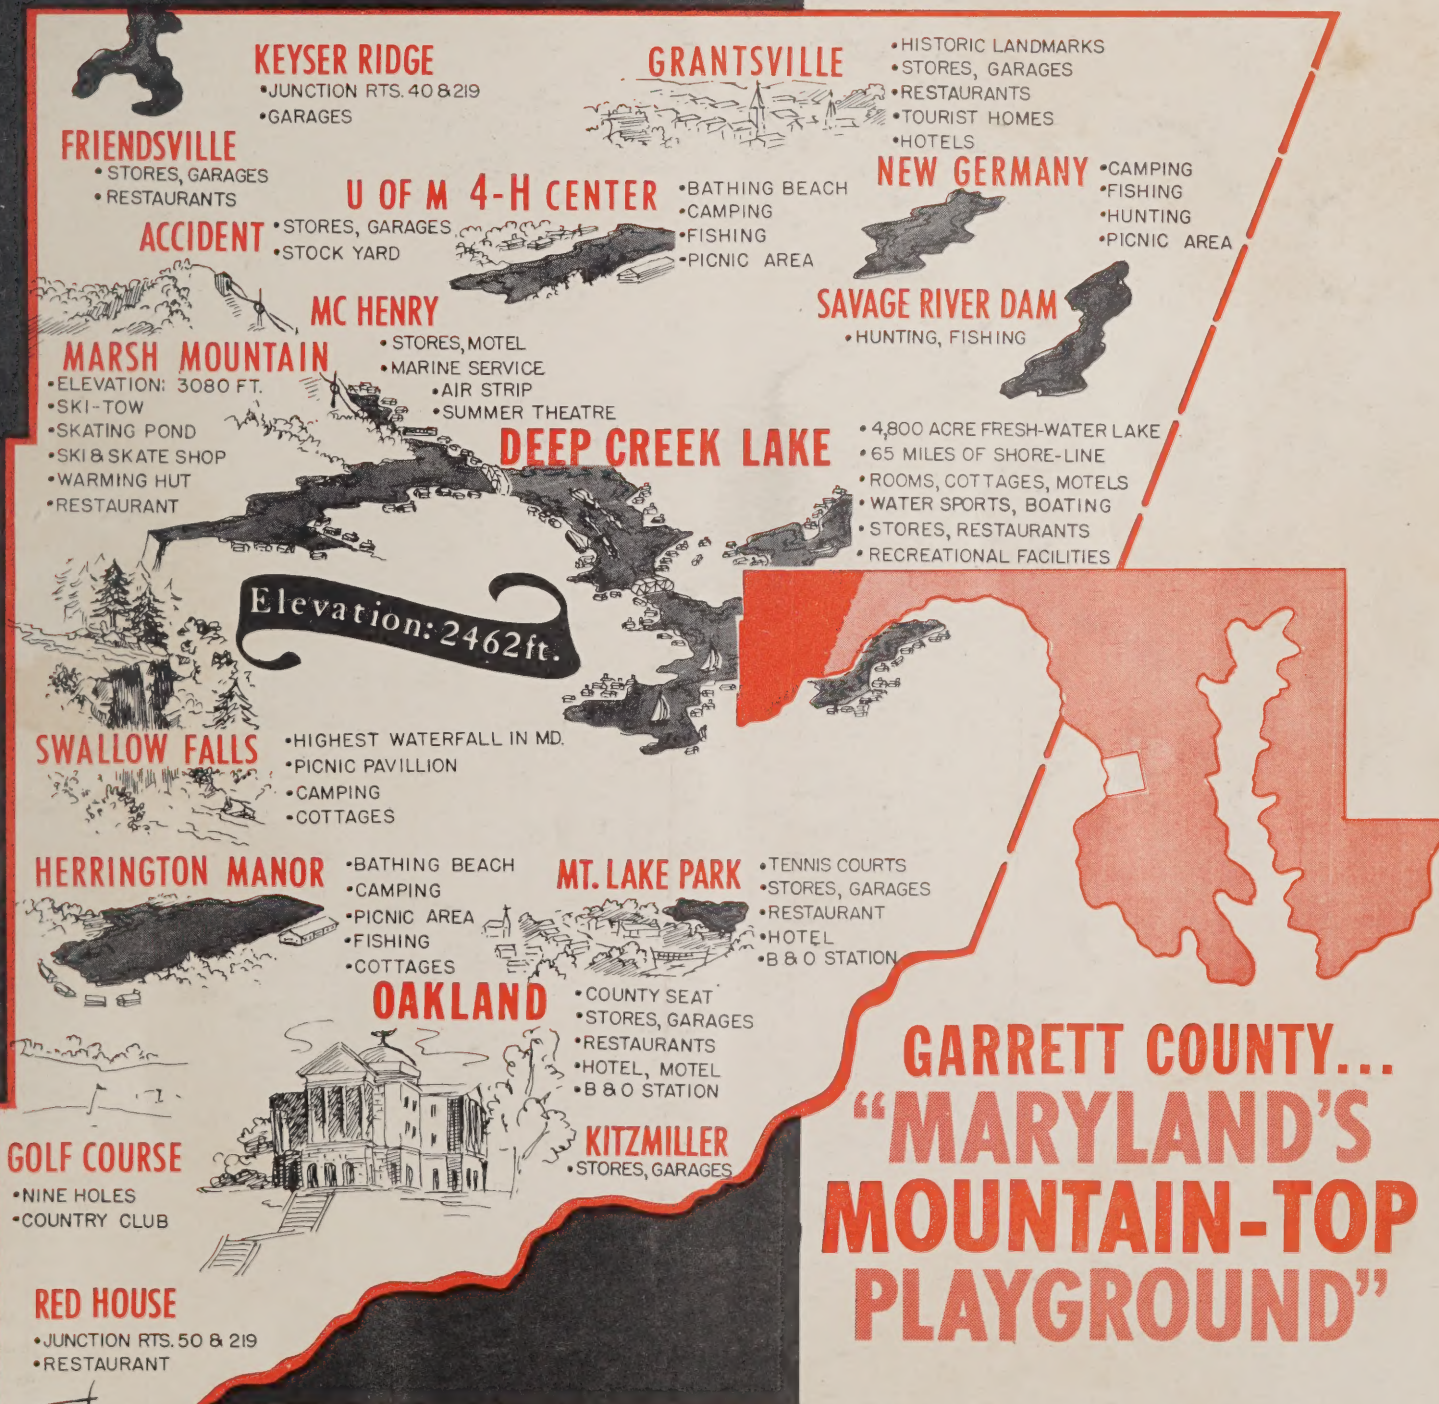 KEYSER RIDGE
•JUNCTION RTS. 40 & 219
•GARAGES
GRANTSVILLE
•HISTORIC LANDMARKS
•STORES, GARAGES
•RESTAURANTS
•TOURIST HOMES
•HOTELS
FRIENDSVILLE
•STORES, GARAGES
•RESTAURANTS
U OF M 4-H CENTER
•BATHING BEACH
•CAMPING
•FISHING
•PICNIC AREA
NEW GERMANY
•CAMPING
•FISHING
•HUNTING
•PICNIC AREA
ACCIDENT
•STORES, GARAGES
•STOCK YARD
MC HENRY
•STORES, MOTEL
•MARINE SERVICE
•AIR STRIP
•SUMMER THEATRE
SAVAGE RIVER DAM
•HUNTING, FISHING
MARSH MOUNTAIN
•ELEVATION: 3080 FT.
•SKI-TOW
•SKATING POND
•SKI & SKATE SHOP
•WARMING HUT
•RESTAURANT
DEEP CREEK LAKE
•4,800 ACRE FRESH-WATER LAKE
•65 MILES OF SHORE-LINE
•ROOMS, COTTAGES, MOTELS
•WATER SPORTS, BOATING
•STORES, RESTAURANTS
•RECREATIONAL FACILITIES
Elevation: 2462 ft.
SWALLOW FALLS
•HIGHEST WATERFALL IN MD.
•PICNIC PAVILLION
•CAMPING
•COTTAGES
HERRINGTON MANOR
•BATHING BEACH
•CAMPING
•PICNIC AREA
•FISHING
•COTTAGES
MT. LAKE PARK
•TENNIS COURTS
•STORES, GARAGES
•RESTAURANT
•HOTEL
•B & O STATION
OAKLAND
•COUNTY SEAT
•STORES, GARAGES
•RESTAURANTS
•HOTEL, MOTEL
•B & O STATION
GOLF COURSE
•NINE HOLES
•COUNTRY CLUB
KITZMILLER
•STORES, GARAGES
RED HOUSE
•JUNCTION RTS. 50 & 219
•RESTAURANT
GARRETT COUNTY...
“MARYLAND'S
MOUNTAIN-TOP
PLAYGROUND”